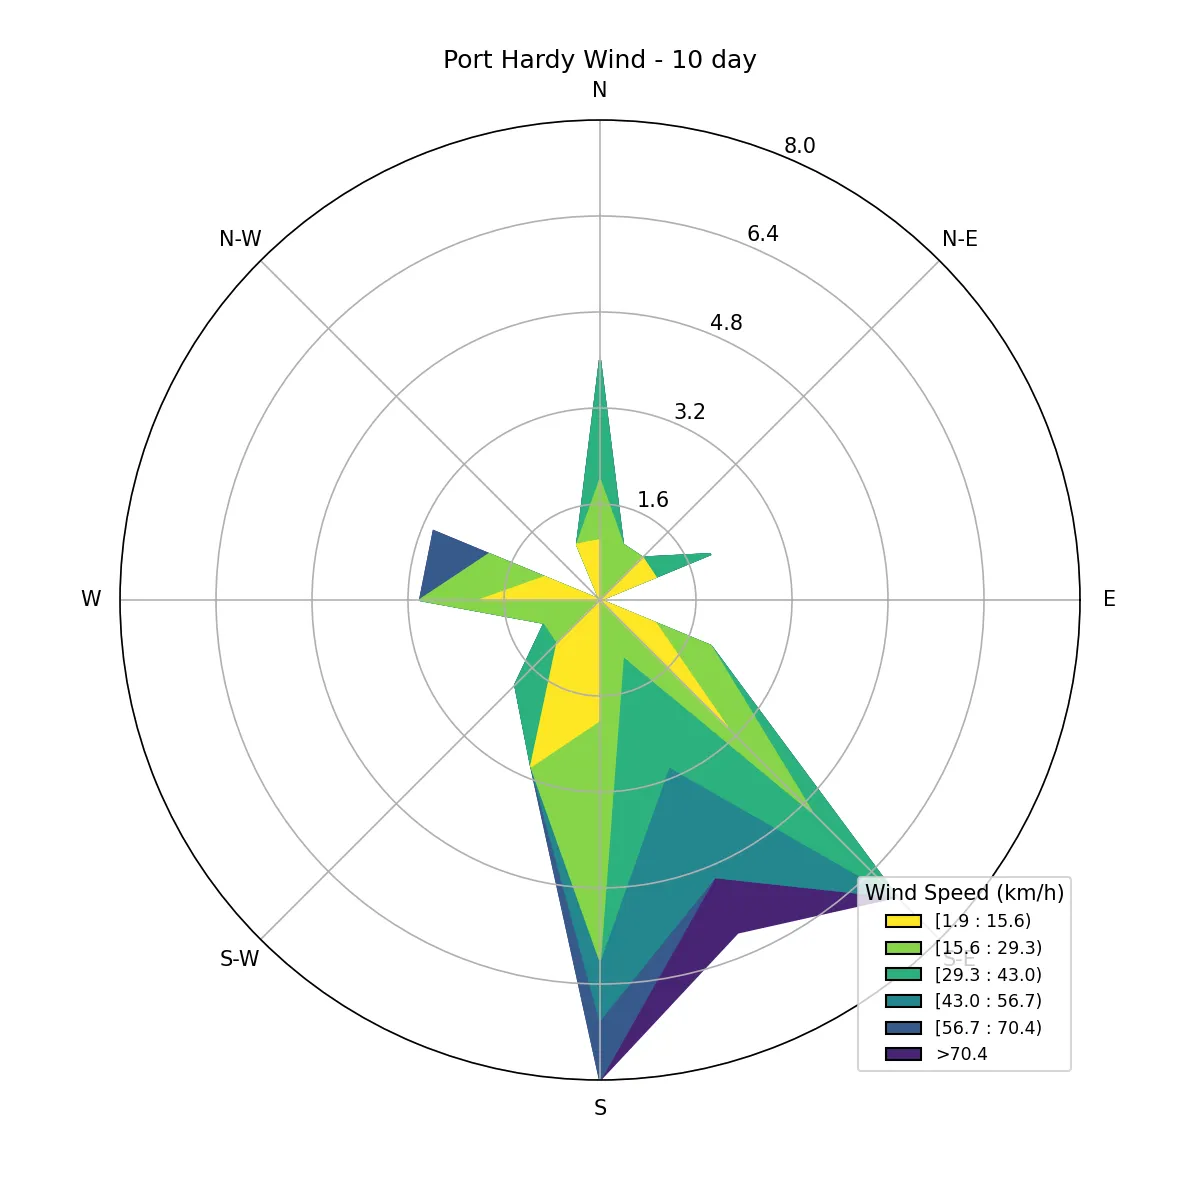 Port Hardy Wind - 10 day
N
8.0
N-W
6.4
N-E
4.8
3.2
1.6
W
E
Wind Speed (km/h)
[1.9 : 15.6)
[15.6 : 29.3)
S-W
S-E
[29.3 : 43.0)
[43.0 : 56.7)
[56.7 : 70.4)
>70.4
S